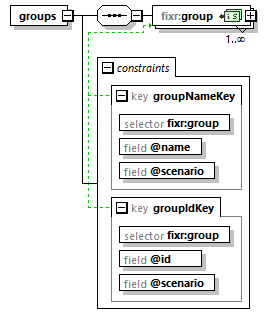 groups
fixr:group
is
1..∞
constraints
key groupNameKey
selector fixr:group
field @name
field @scenario
key groupIdKey
selector fixr:group
field @id
field @scenario